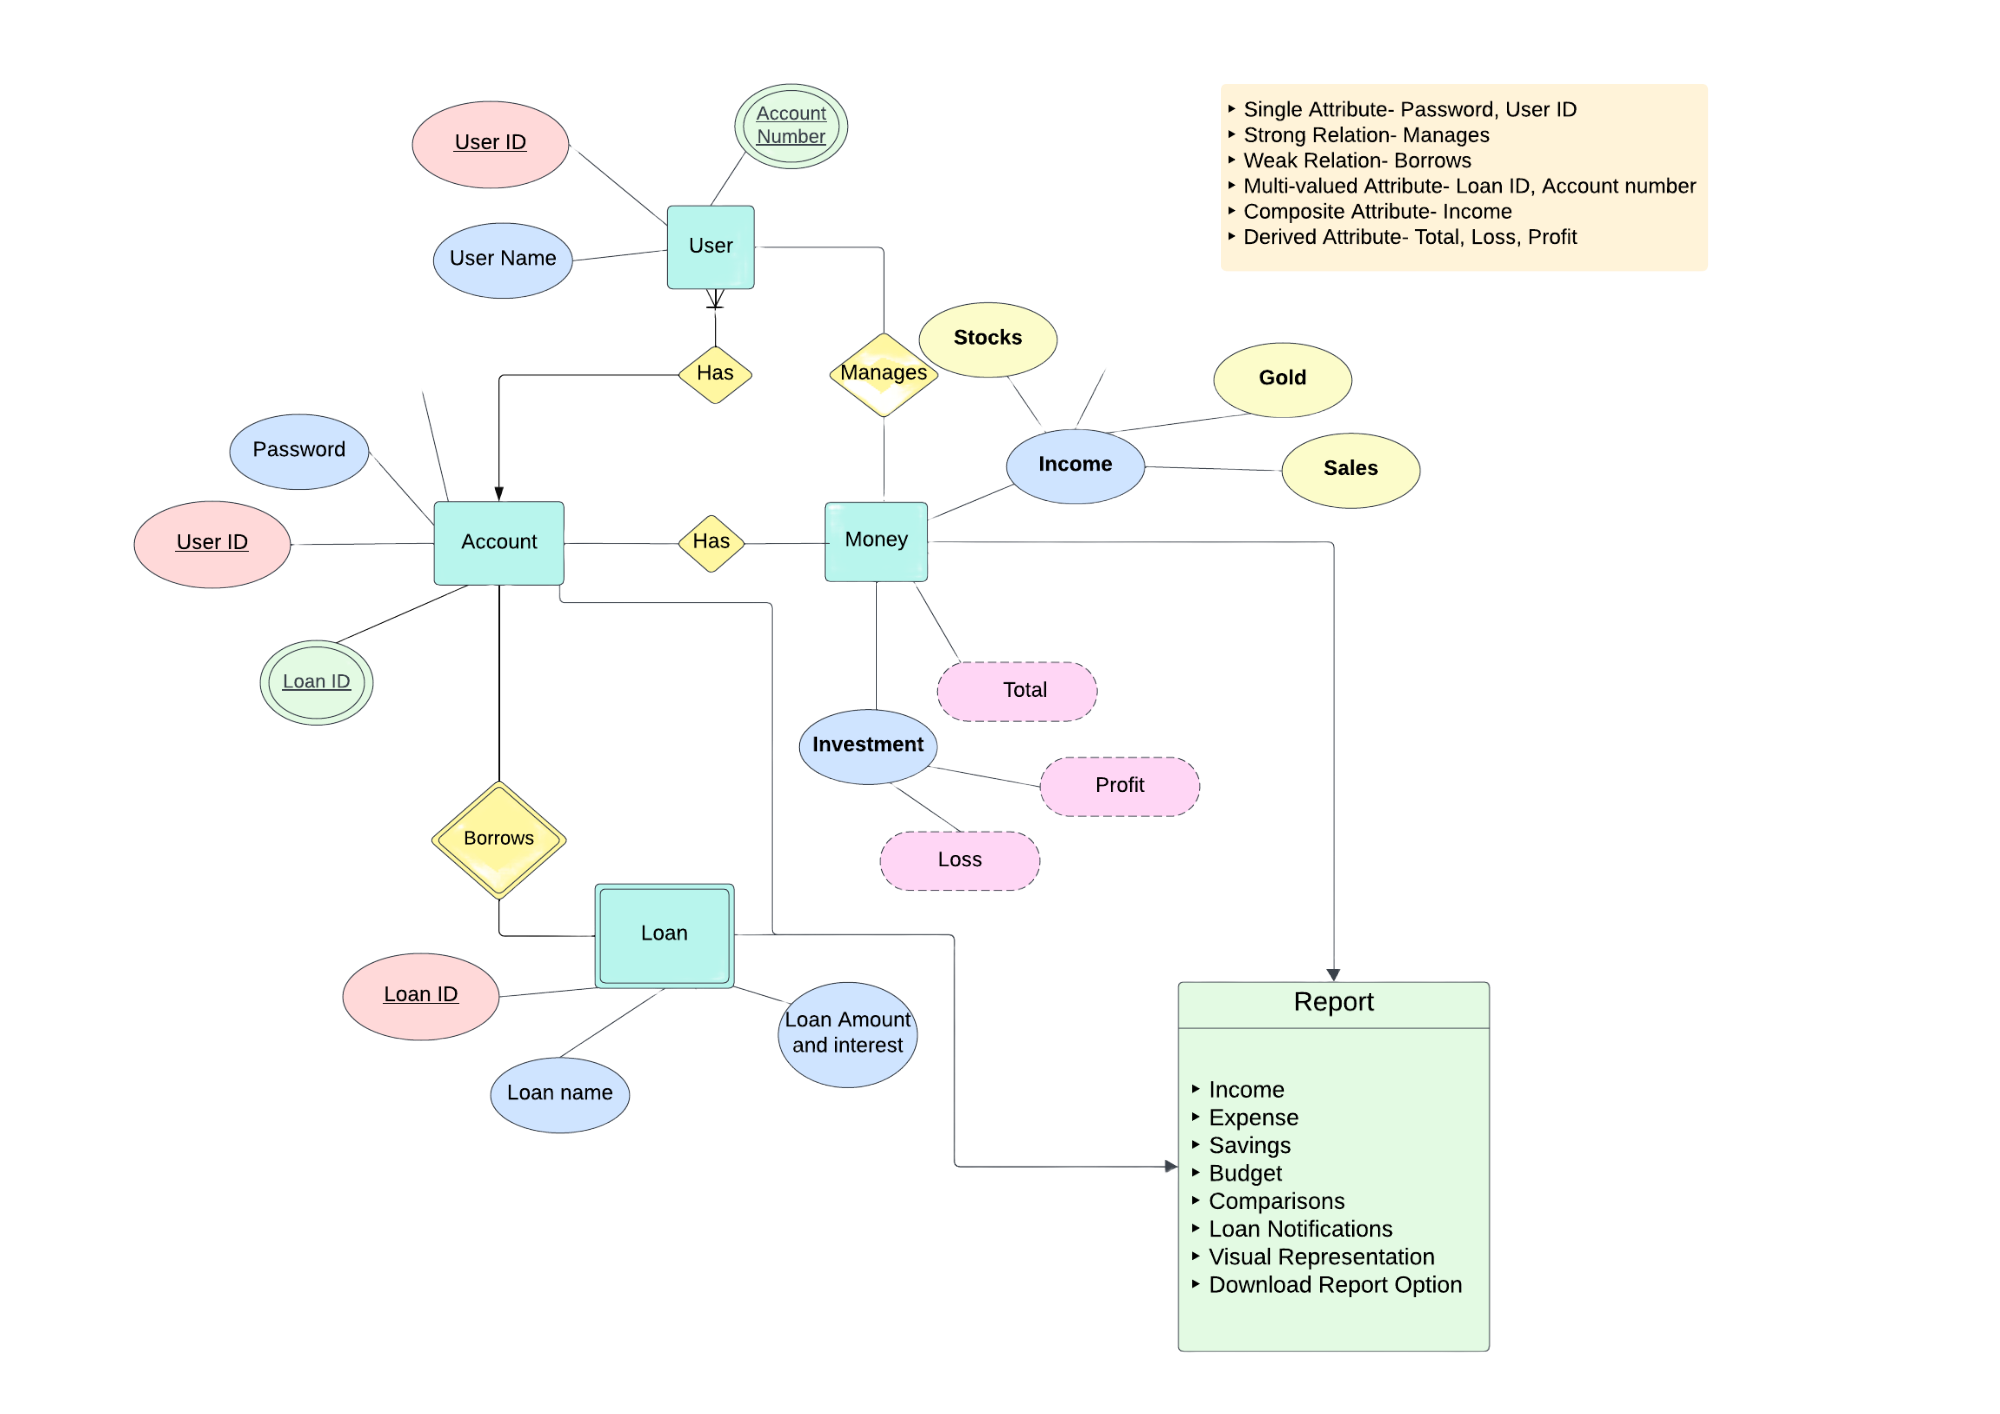 Account
Number
User ID
User
User Name
‣ Single Attribute- Password, User ID
‣ Strong Relation- Manages
‣ Weak Relation- Borrows
‣ Multi-valued Attribute- Loan ID, Account number
‣ Composite Attribute- Income
‣ Derived Attribute- Total, Loss, Profit
Has
Manages
Stocks
Gold
Income
Sales
Password
User ID
Account
Has
Money
Loan ID
Total
Investment
Profit
Loss
Borrows
Loan
Loan ID
Loan name
Loan Amount
and interest
Report
‣ Income
‣ Expense
‣ Savings
‣ Budget
‣ Comparisons
‣ Loan Notifications
‣ Visual Representation
‣ Download Report Option